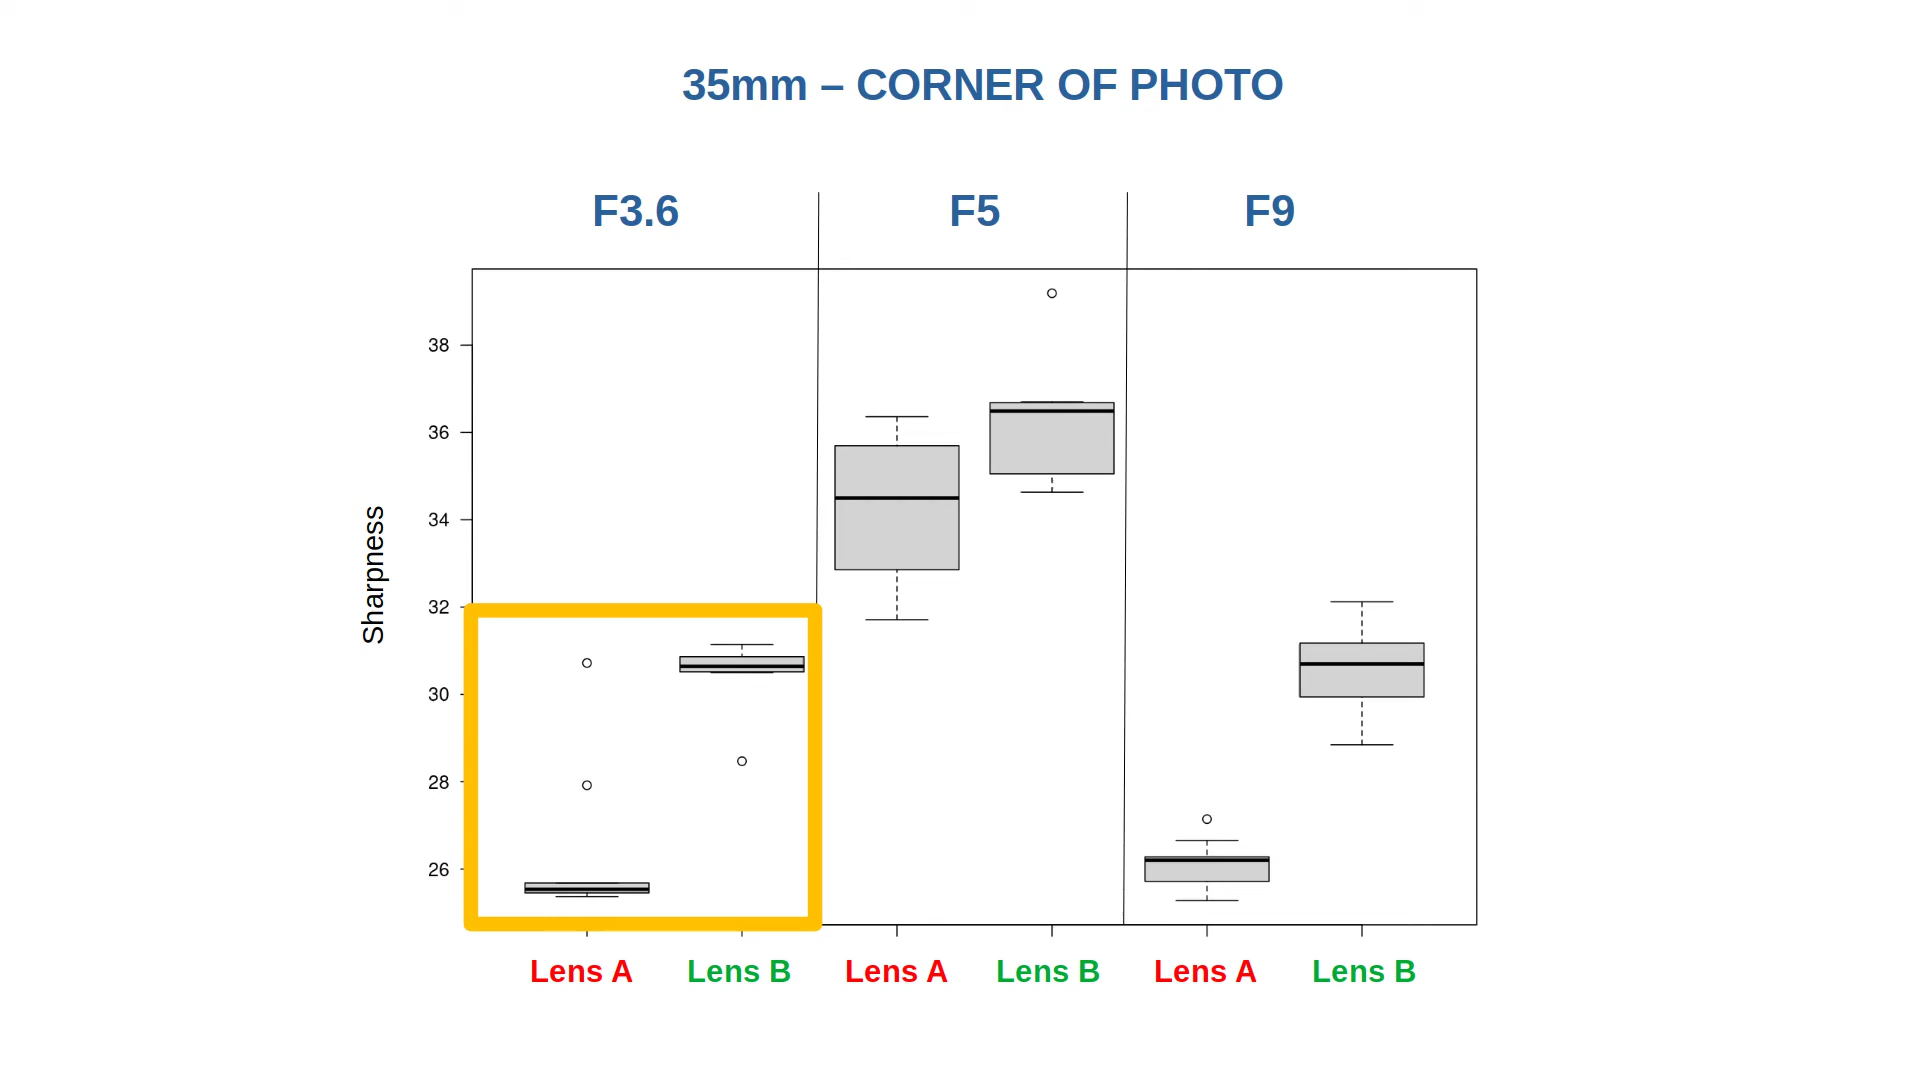 35mm – CORNER OF PHOTO
F3.6 F5 F9
38
36
34
32
30
28
26
Sharpness
Lens A Lens B Lens A Lens B Lens A Lens B